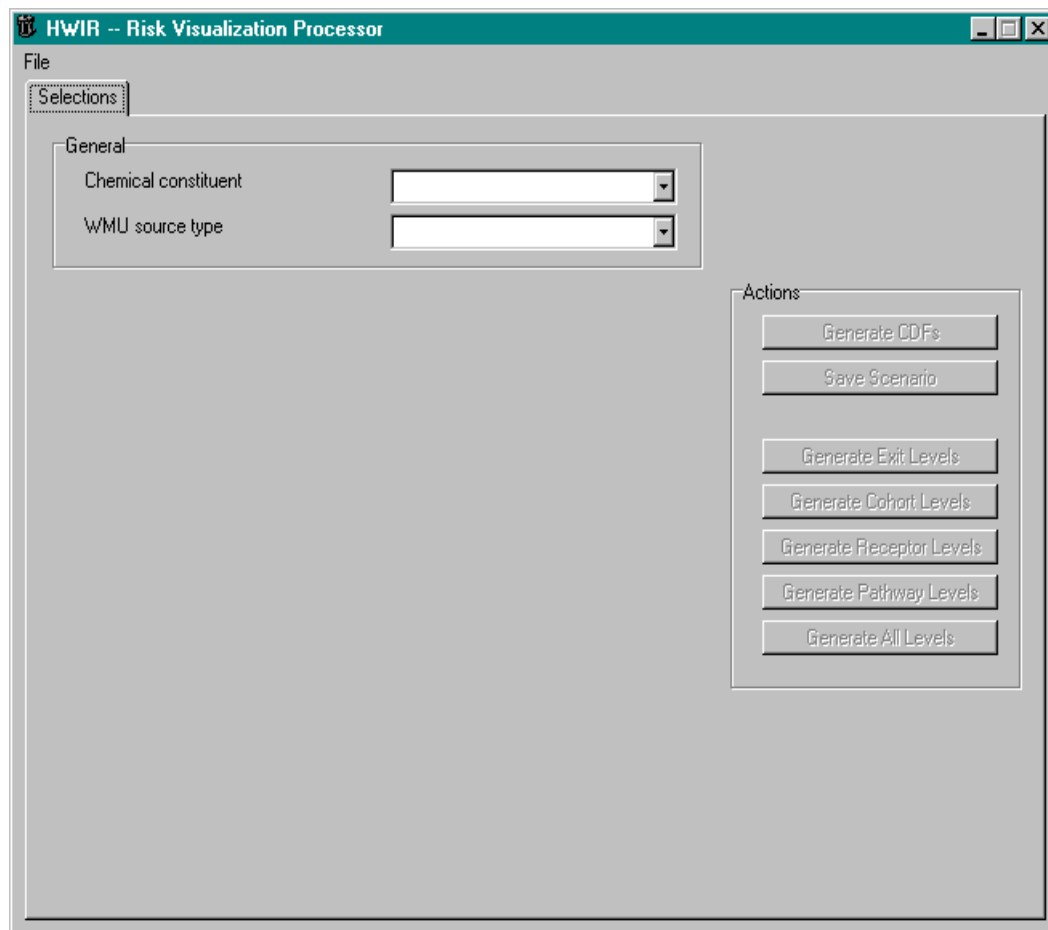 HWIR -- Risk Visualization Processor
File
Selections
General
Chemical constituent
WMU source type
Actions
Generate CDFs
Save Scenario
Generate Exit Levels
Generate Cohort Levels
Generate Receptor Levels
Generate Pathway Levels
Generate All Levels